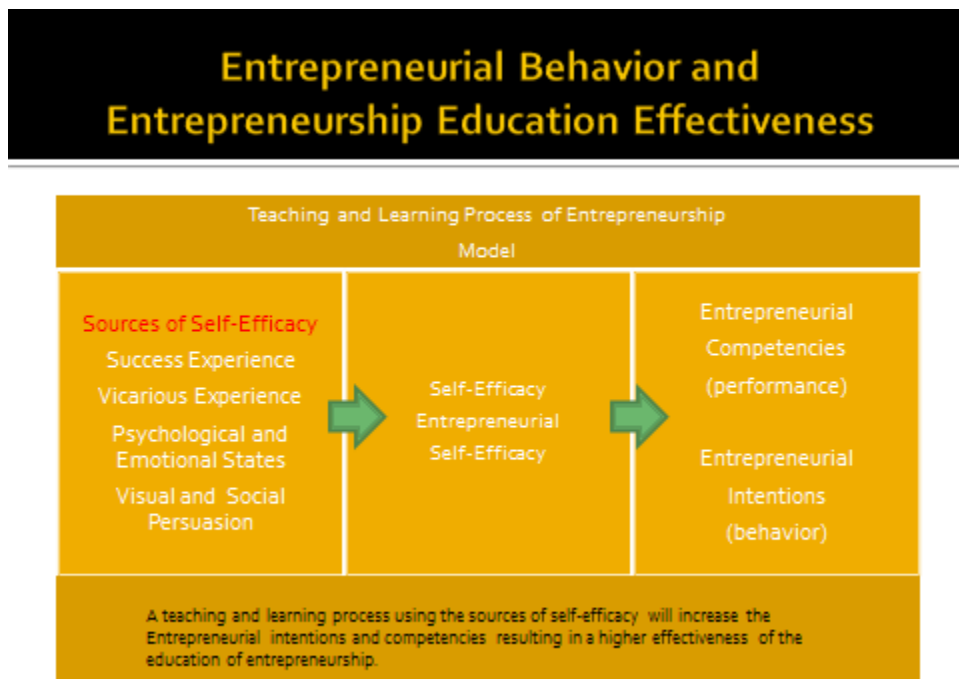 Entrepreneurial Behavior and
Entrepreneurship Education Effectiveness
Teaching and Learning Process of Entrepreneurship
Model
Sources of Self-Efficacy
Success Experience
Vicarious Experience
Psychological and
Emotional States
Visual and Social
Persuasion
Self-Efficacy
Entrepreneurial
Self-Efficacy
Entrepreneurial
Competencies
(performance)
Entrepreneurial
Intentions
(behavior)
A teaching and learning process using the sources of self-efficacy will increase the
Entrepreneurial intentions and competencies resulting in a higher effectiveness of the
education of entrepreneurship.